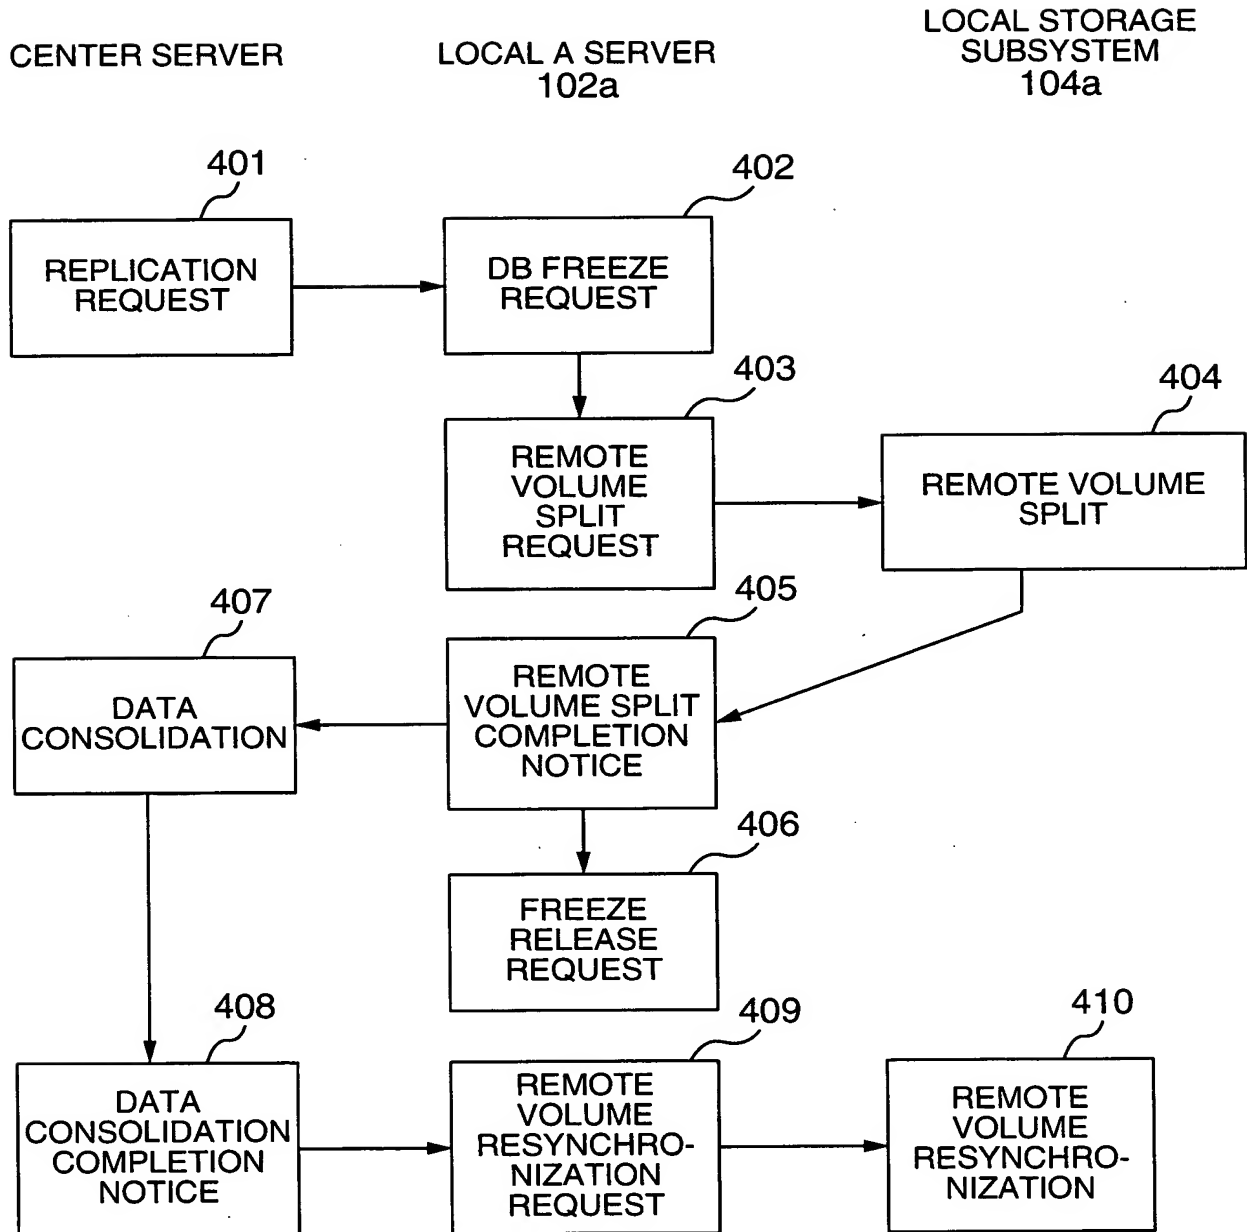 CENTER SERVER
LOCAL A SERVER
102a
LOCAL STORAGE
SUBSYSTEM
104a
401
REPLICATION
REQUEST
402
DB FREEZE
REQUEST
403
REMOTE
VOLUME
SPLIT
REQUEST
404
REMOTE VOLUME
SPLIT
405
REMOTE
VOLUME SPLIT
COMPLETION
NOTICE
407
DATA
CONSOLIDATION
406
FREEZE
RELEASE
REQUEST
408
DATA
CONSOLIDATION
COMPLETION
NOTICE
409
REMOTE
VOLUME
RESYNCHRO-
NIZATION
REQUEST
410
REMOTE
VOLUME
RESYNCHRO-
NIZATION